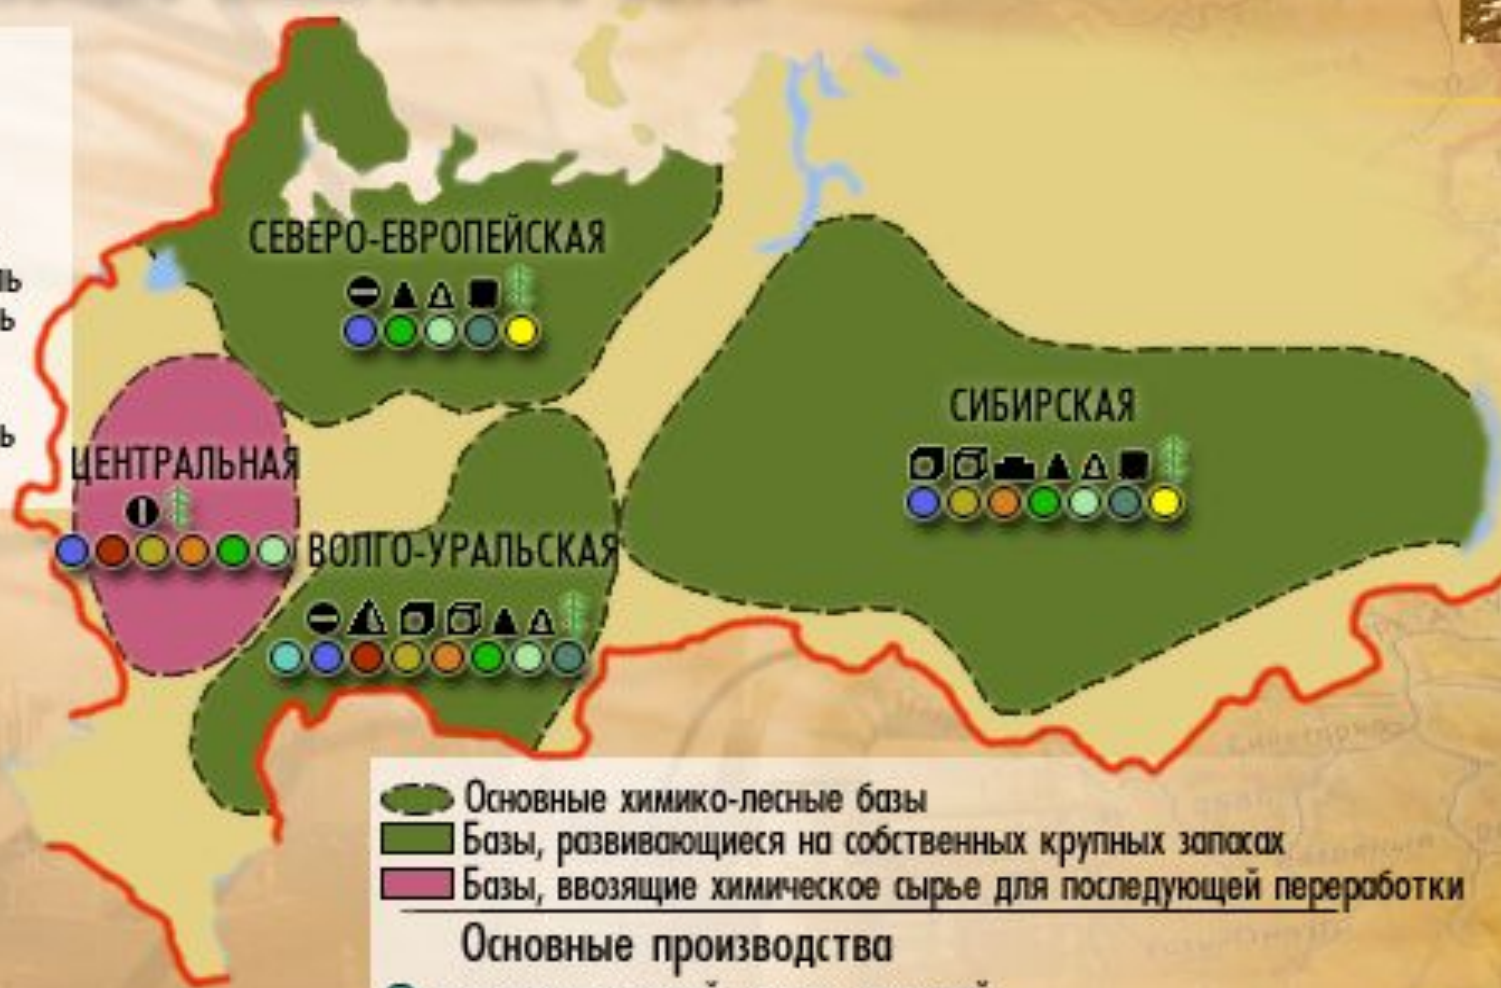 СЕВЕРО-ЕВРОПЕЙСКАЯ
ль
ь
СИБИРСКАЯ
ь
ЦЕНТРАЛЬНАЯ
ВОЛГО-УРАЛЬСКАЯ
Основные химико-лесные базы
Базы, развивающиеся на собственных крупных запасах
Базы, ввозящие химическое сырье для последующей переработки
Основные производства